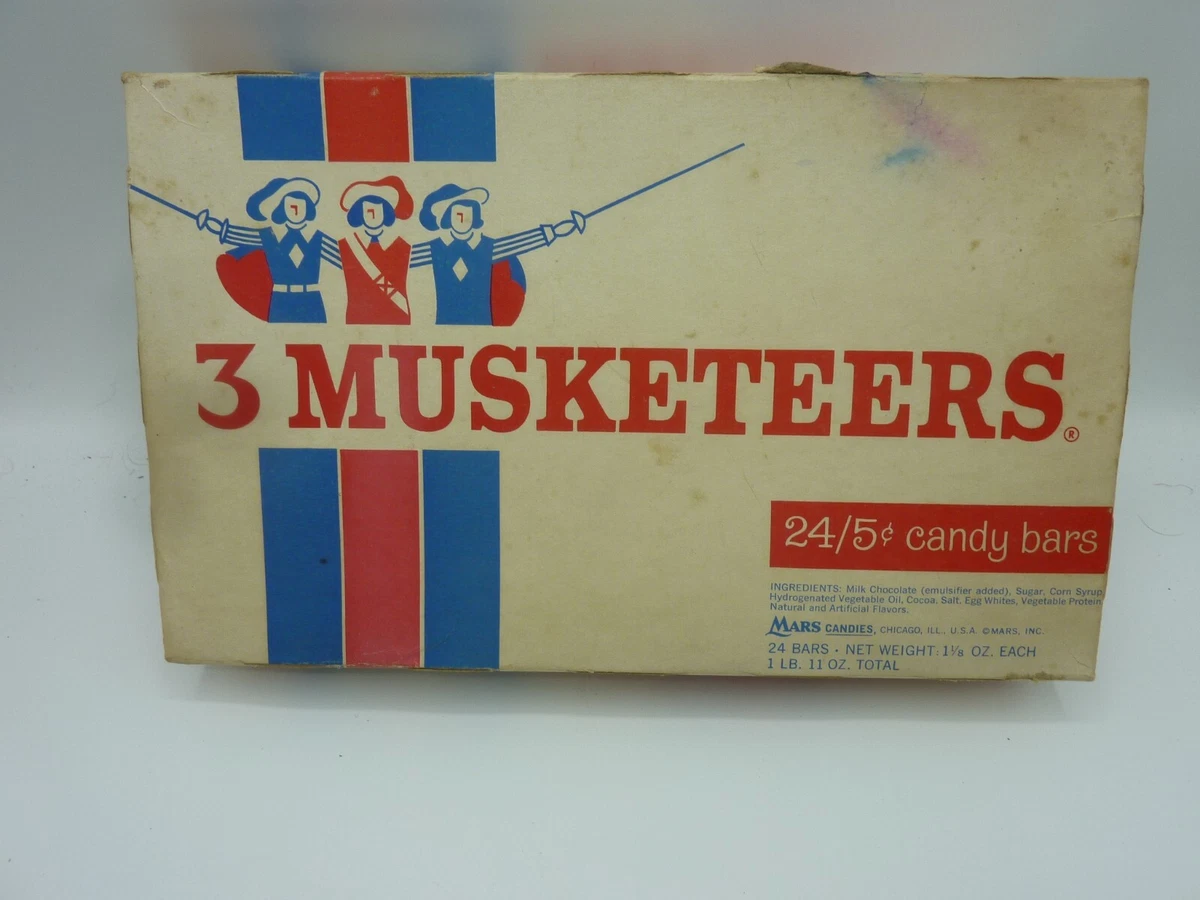 3 MUSKETEERS®
24/5¢ candy bars
INGREDIENTS: Milk Chocolate (emulsifier added), Sugar, Corn Syrup,
Hydrogenated Vegetable Oil, Cocoa, Salt, Egg Whites, Vegetable Protein,
Natural and Artificial Flavors.
MARS CANDIES, CHICAGO, ILL., U.S.A. ©MARS, INC.
24 BARS • NET WEIGHT: 1⅛ OZ. EACH
1 LB. 11 OZ. TOTAL